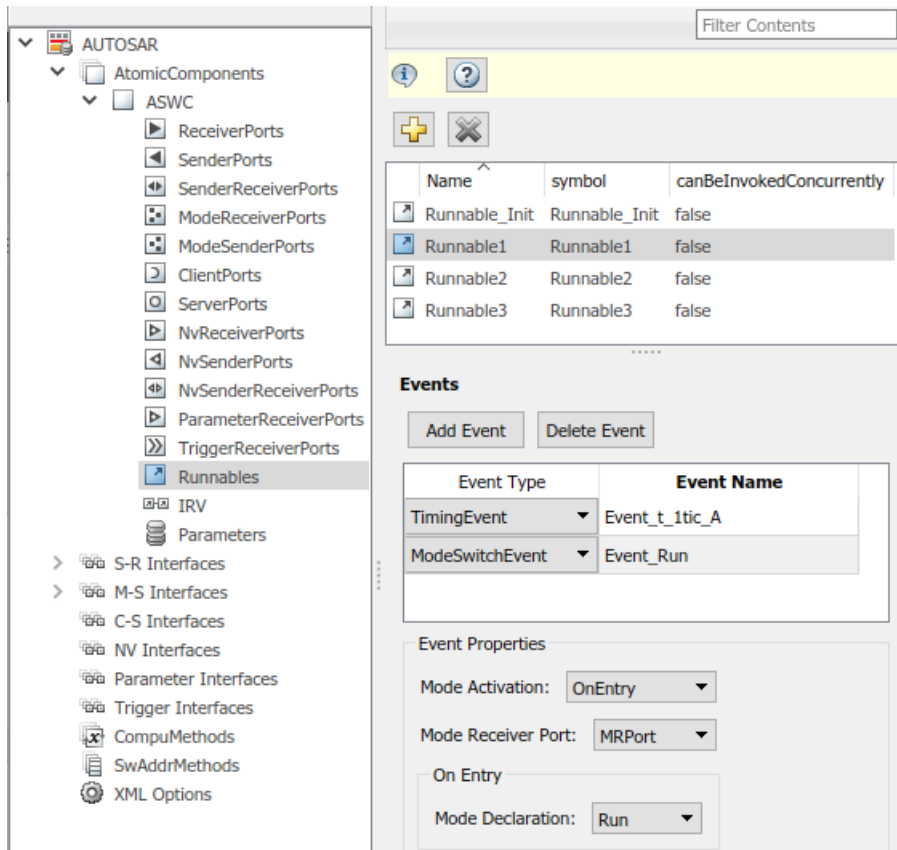 AUTOSAR
AtomicComponents
ASWC
ReceiverPorts
SenderPorts
SenderReceiverPorts
ModeReceiverPorts
ModeSenderPorts
ClientPorts
ServerPorts
NvReceiverPorts
NvSenderPorts
NvSenderReceiverPorts
ParameterReceiverPorts
TriggerReceiverPorts
Runnables
IRV
Parameters
S-R Interfaces
M-S Interfaces
C-S Interfaces
NV Interfaces
Parameter Interfaces
Trigger Interfaces
CompuMethods
SwAddrMethods
XML Options
Filter Contents
Name symbol canBeInvokedConcurrently
Runnable_Init Runnable_Init false
Runnable1 Runnable1 false
Runnable2 Runnable2 false
Runnable3 Runnable3 false
Events
Add Event Delete Event
Event Type Event Name
TimingEvent Event_t_1tic_A
ModeSwitchEvent Event_Run
Event Properties
Mode Activation: OnEntry
Mode Receiver Port: MRPort
On Entry
Mode Declaration: Run